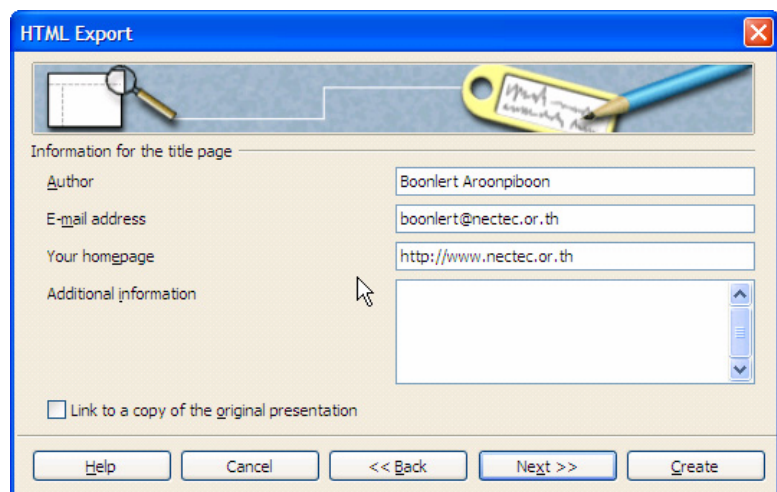 HTML Export
Information for the title page
Author
Boonlert Aroonpiboon
E-mail address
boonlert@nectec.or.th
Your homepage
http://www.nectec.or.th
Additional information
Link to a copy of the original presentation
Help Cancel << Back Next >> Create